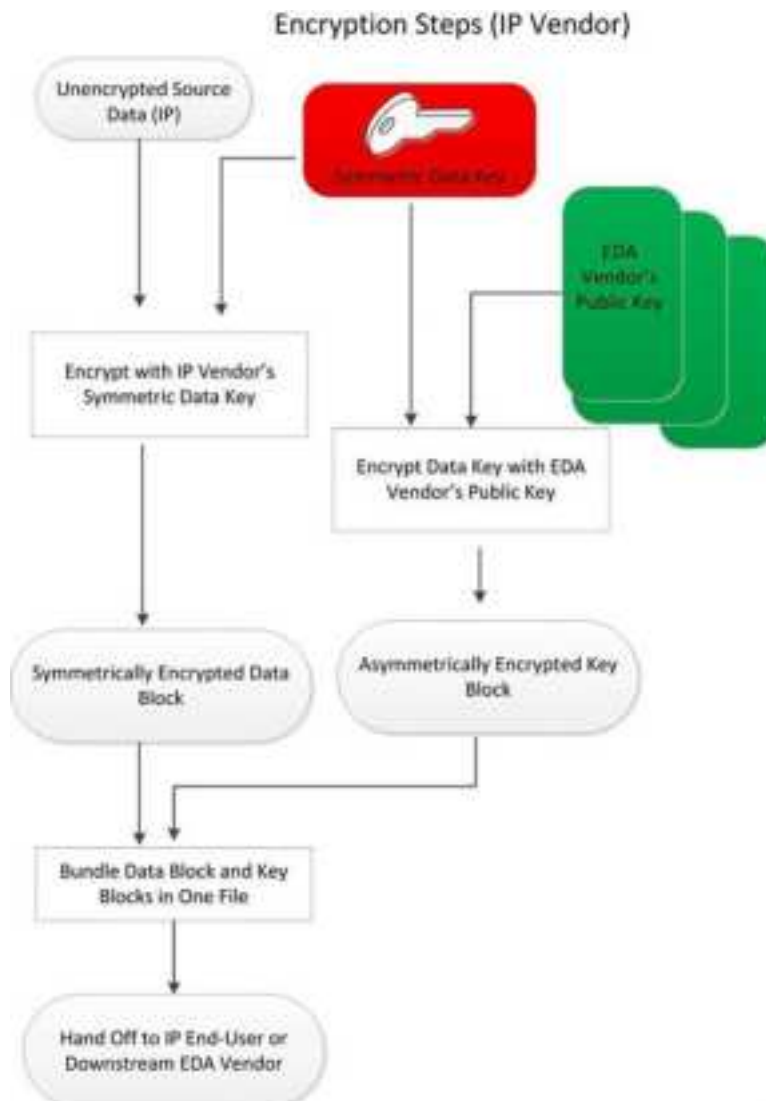 Encryption Steps (IP Vendor)
Unencrypted Source
Data (IP)
Symmetric Data Key
EDA
Vendor's
Public Key
Encrypt with IP Vendor's
Symmetric Data Key
Encrypt Data Key with EDA
Vendor's Public Key
Symmetrically Encrypted Data
Block
Asymmetrically Encrypted Key
Block
Bundle Data Block and Key
Blocks in One File
Hand Off to IP End-User or
Downstream EDA Vendor